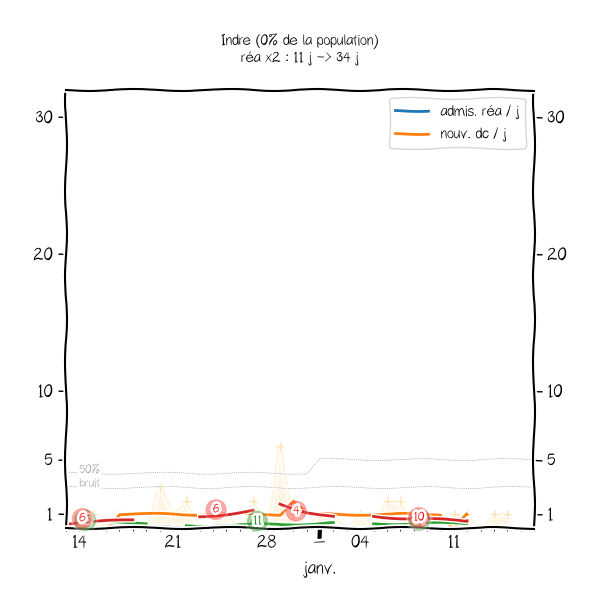 Indre (0% de la population)
réa x2 : 11 j -> 34 j
admis. réa / j
nouv. dc / j
30 30
20 20
10 10
5 5
50%
bruit
1 1
6 4 10 11
14 21 28 1 04 11
janv.